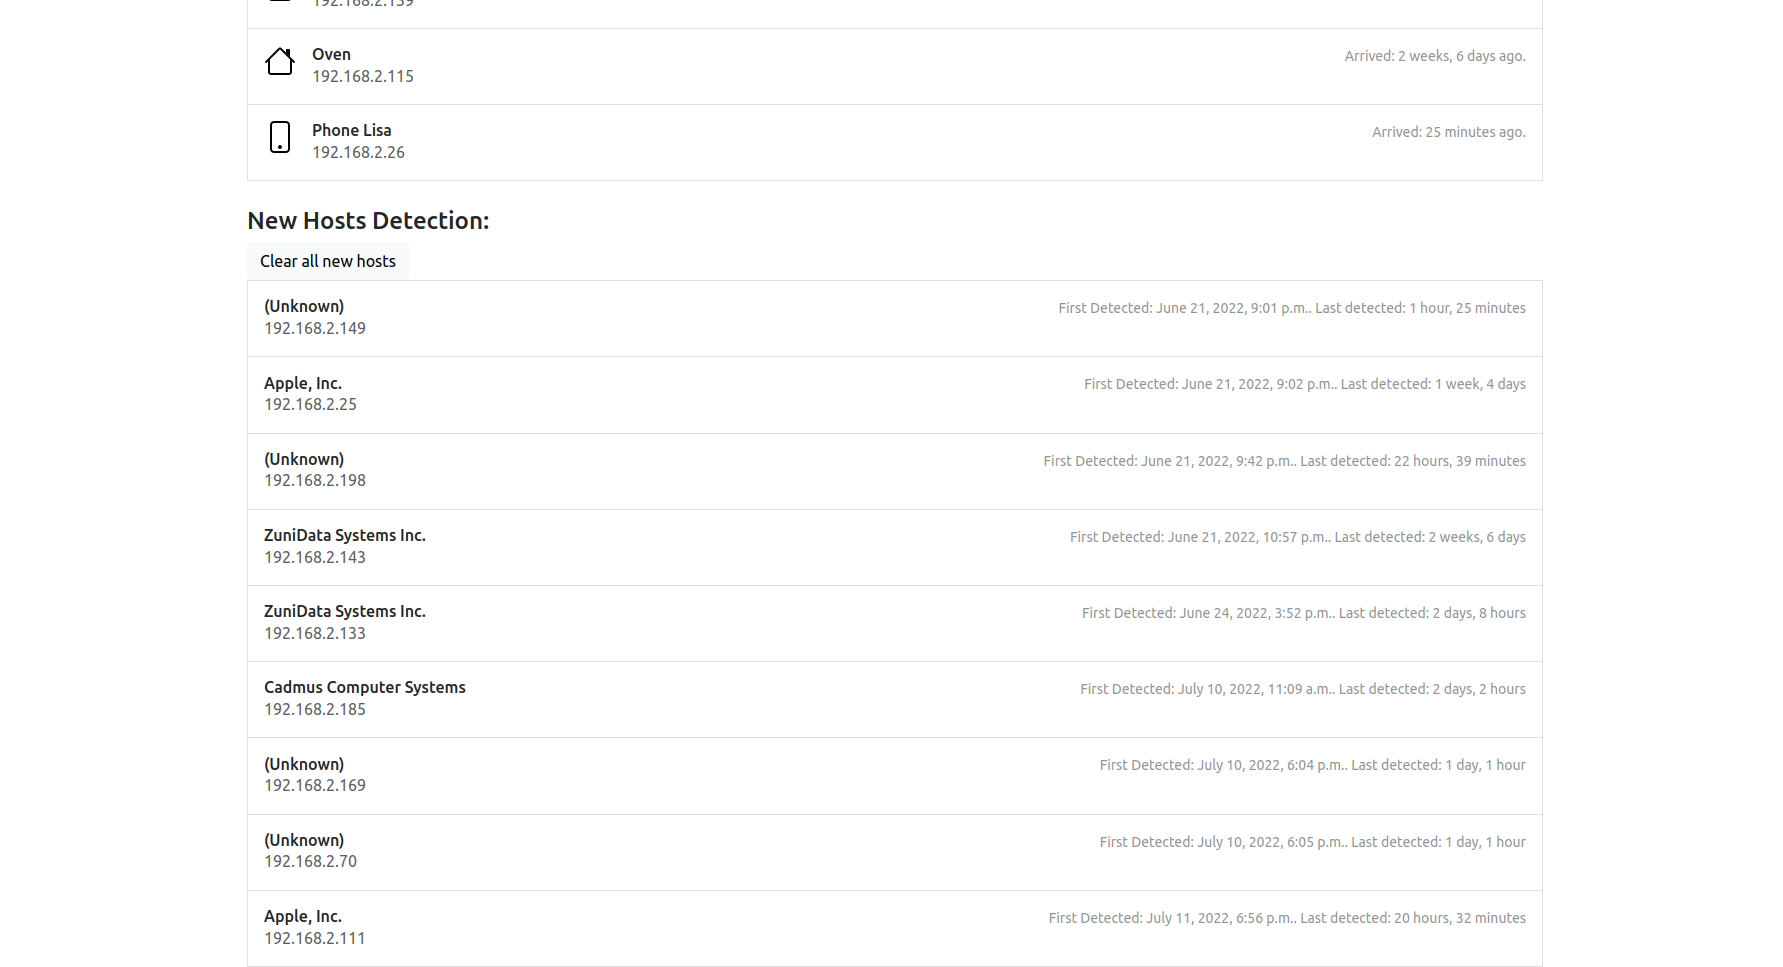 192.168.2.139
Oven
Arrived: 2 weeks, 6 days ago.
192.168.2.115
Phone Lisa
Arrived: 25 minutes ago.
192.168.2.26
New Hosts Detection:
Clear all new hosts
(Unknown)
First Detected: June 21, 2022, 9:01 p.m.. Last detected: 1 hour, 25 minutes
192.168.2.149
Apple, Inc.
First Detected: June 21, 2022, 9:02 p.m.. Last detected: 1 week, 4 days
192.168.2.25
(Unknown)
First Detected: June 21, 2022, 9:42 p.m.. Last detected: 22 hours, 39 minutes
192.168.2.198
ZuniData Systems Inc.
First Detected: June 21, 2022, 10:57 p.m.. Last detected: 2 weeks, 6 days
192.168.2.143
ZuniData Systems Inc.
First Detected: June 24, 2022, 3:52 p.m.. Last detected: 2 days, 8 hours
192.168.2.133
Cadmus Computer Systems
First Detected: July 10, 2022, 11:09 a.m.. Last detected: 2 days, 2 hours
192.168.2.185
(Unknown)
First Detected: July 10, 2022, 6:04 p.m.. Last detected: 1 day, 1 hour
192.168.2.169
(Unknown)
First Detected: July 10, 2022, 6:05 p.m.. Last detected: 1 day, 1 hour
192.168.2.70
Apple, Inc.
First Detected: July 11, 2022, 6:56 p.m.. Last detected: 20 hours, 32 minutes
192.168.2.111